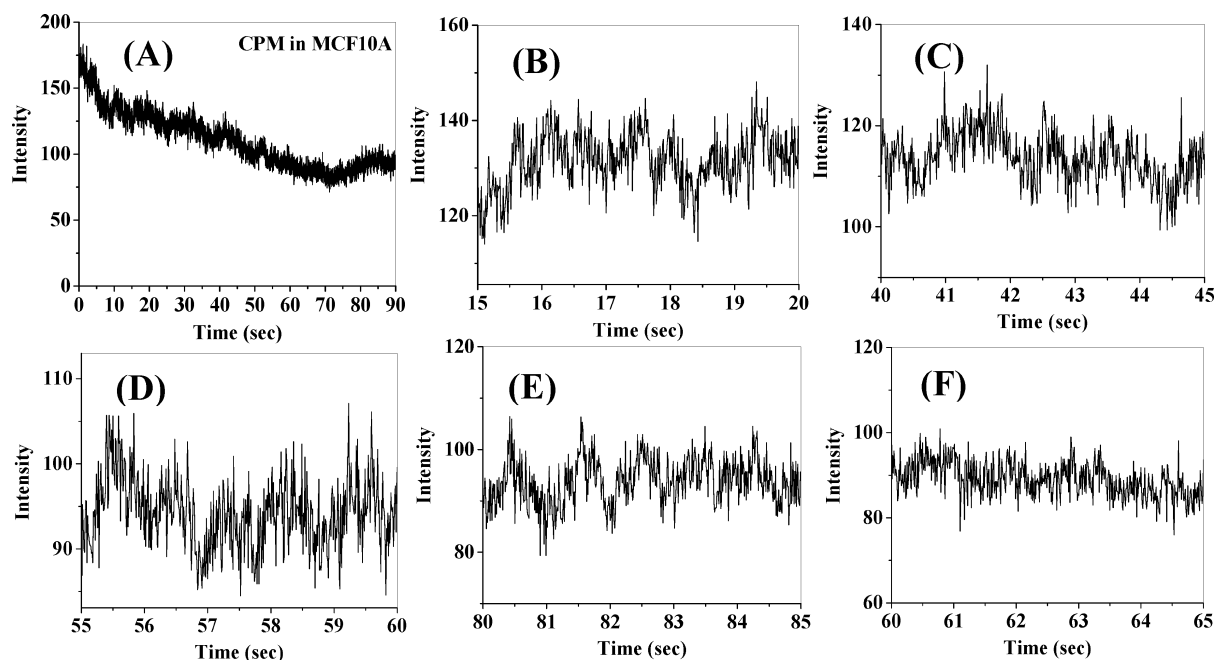 (A)
CPM in MCF10A
Intensity
200
150
100
50
0
0 10 20 30 40 50 60 70 80 90
Time (sec)
(B)
Intensity
160
140
120
15 16 17 18 19 20
Time (sec)
(C)
Intensity
140
120
100
40 41 42 43 44 45
Time (sec)
(D)
Intensity
110
100
90
55 56 57 58 59 60
Time (sec)
(E)
Intensity
120
100
80
80 81 82 83 84 85
Time (sec)
(F)
Intensity
120
100
80
60
60 61 62 63 64 65
Time (sec)